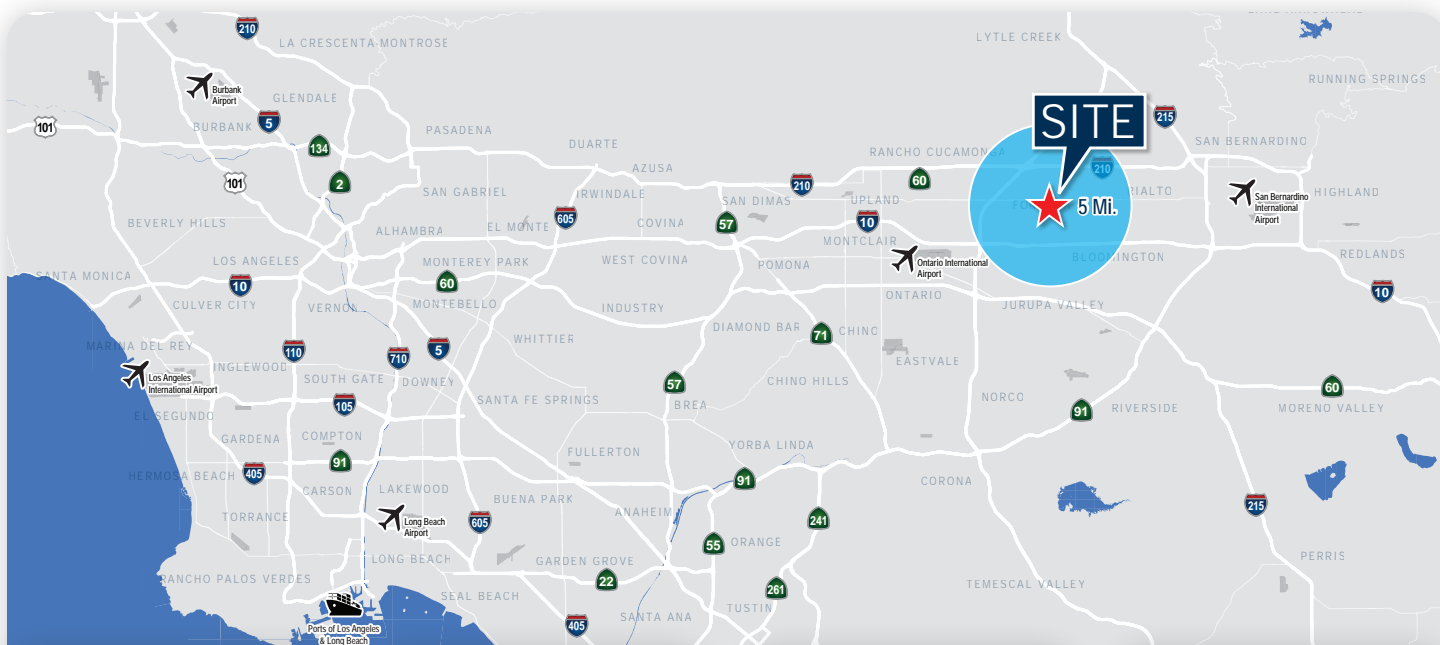 210
LA CRESCENTA-MONTROSE
LYTLE CREEK
RUNNING SPRINGS
Burbank
Airport
GLENDALE
101
BURBANK
5
134
PASADENA
DUARTE
SITE
215
SAN BERNARDINO
RANCHO CUCAMONGA
AZUSA
210
101
2
SAN GABRIEL
IRWINDALE
210
60
SAN DIMAS
UPLAND
RIALTO
HIGHLAND
San Bernardino
International
Airport
5 Mi.
BEVERLY HILLS
ALHAMBRA
EL MONTE
605
COVINA
57
10
MONTCLAIR
LOS ANGELES
MONTEREY PARK
WEST COVINA
POMONA
Ontario International
Airport
BLOOMINGTON
REDLANDS
SANTA MONICA
10
60
10
CULVER CITY
VERNON
MONTEBELLO
INDUSTRY
ONTARIO
JURUPA VALLEY
MARINA DEL REY
110
710
5
WHITTIER
DIAMOND BAR
71
CHINO
EASTVALE
INGLEWOOD
Los Angeles
International Airport
SOUTH GATE
DOWNEY
57
CHINO HILLS
60
105
SANTA FE SPRINGS
BREA
NORCO
91
RIVERSIDE
MORENO VALLEY
EL SEGUNDO
GARDENA
COMPTON
FULLERTON
YORBA LINDA
91
HERMOSA BEACH
405
CARSON
LAKEWOOD
BUENA PARK
91
CORONA
TORRANCE
Long Beach
Airport
605
ANAHEIM
241
215
55
ORANGE
LONG BEACH
GARDEN GROVE
PERRIS
RANCHO PALOS VERDES
SEAL BEACH
22
261
TEMESCAL VALLEY
TUSTIN
SANTA ANA
405
Ports of Los Angeles
& Long Beach